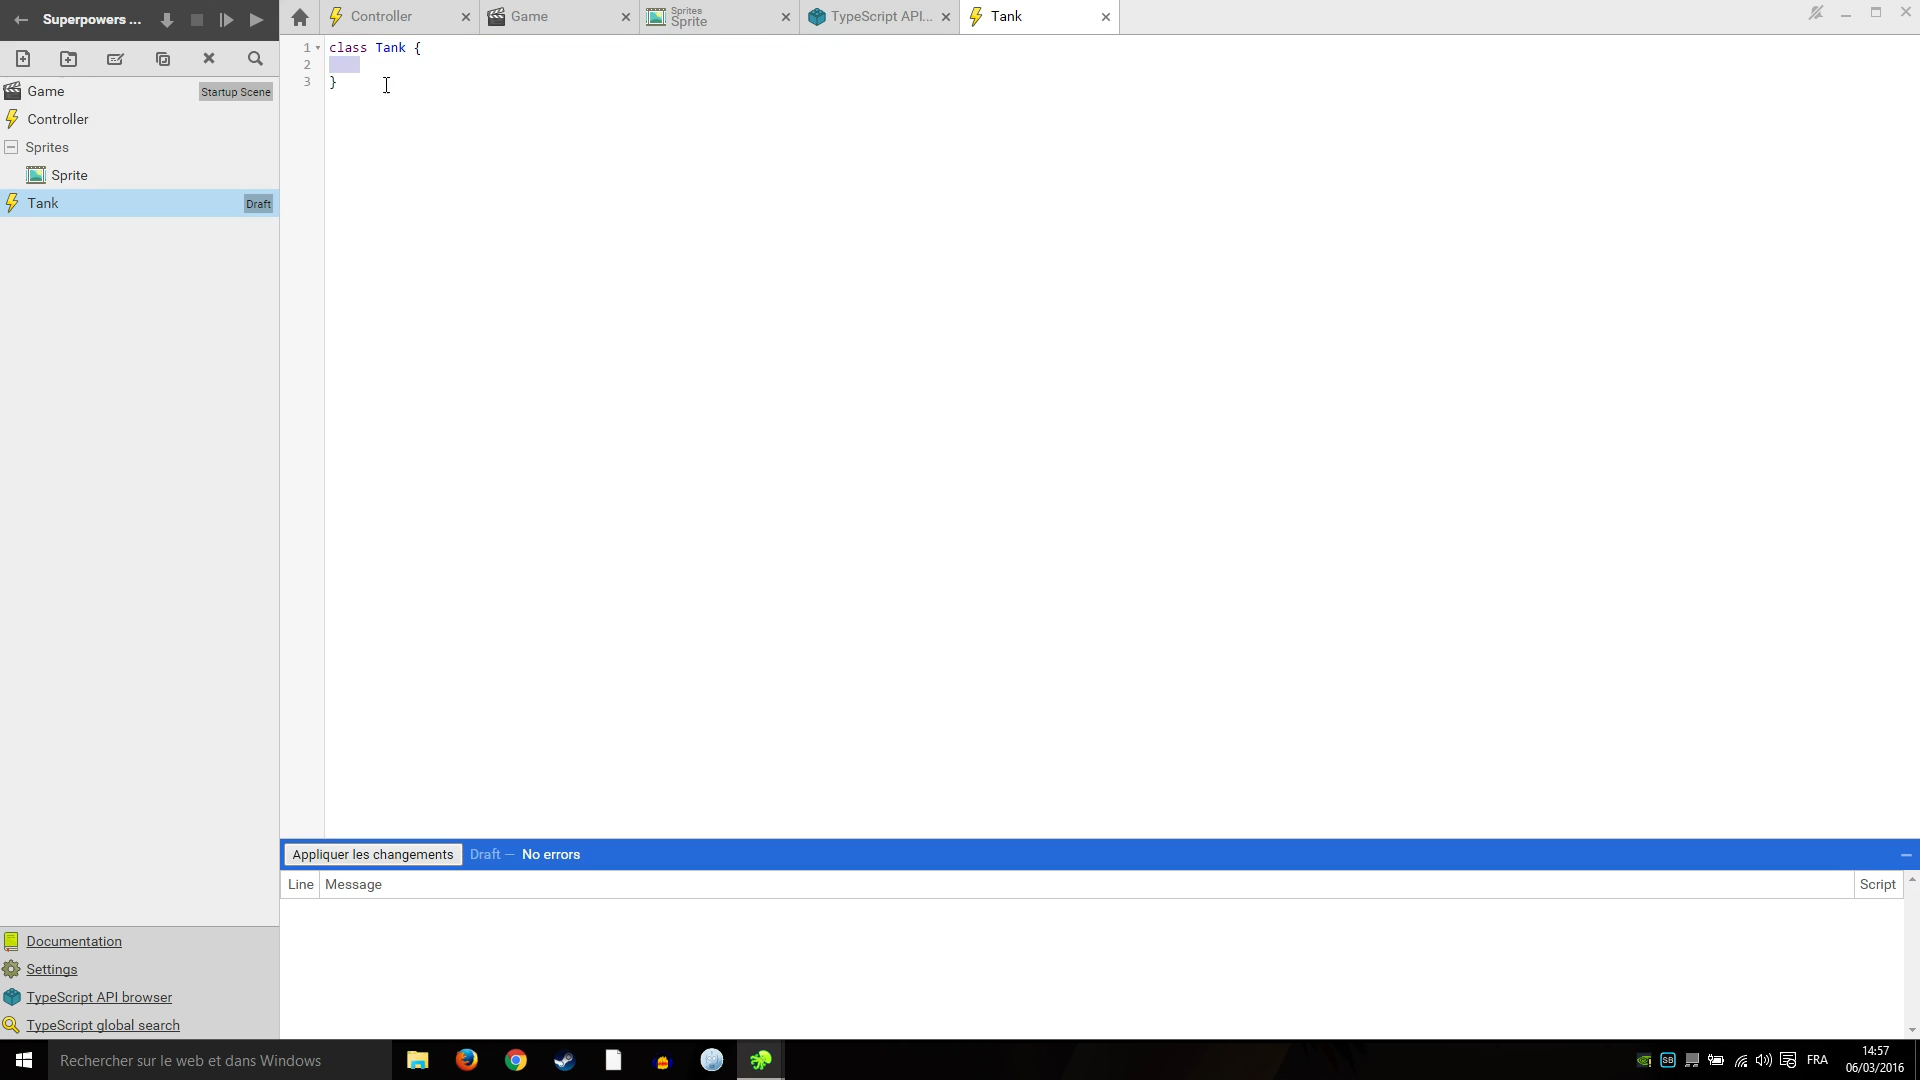 Superpowers ...
Controller
Game
Sprites
Sprite
TypeScript API...
Tank
Game
Startup Scene
Controller
Sprites
Sprite
Tank
Draft
1 class Tank {
2
3 }
Appliquer les changements Draft — No errors
Line Message Script
Documentation
Settings
TypeScript API browser
TypeScript global search
Rechercher sur le web et dans Windows
SB
FRA
14:57
06/03/2016